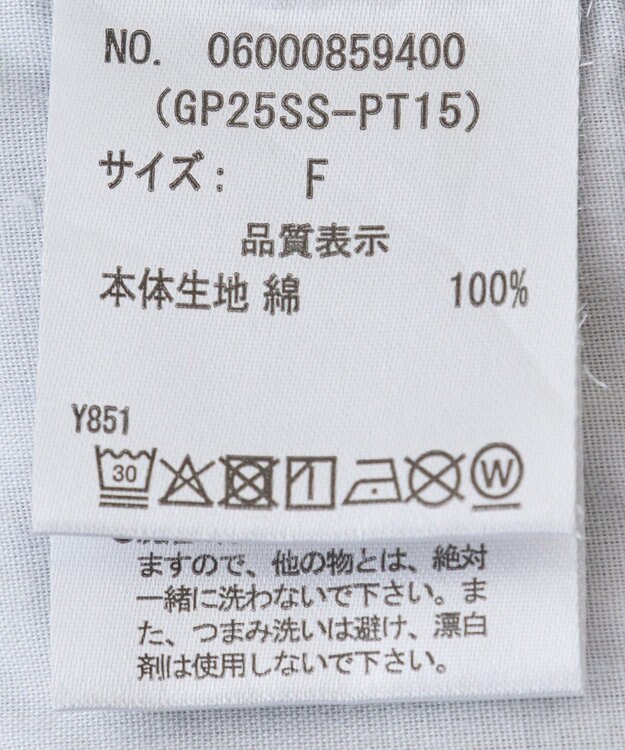 NO. 06000859400
(GP25SS-PT15)
サイズ: F
品質表示
本体生地 綿 100%
Y851
30 W
ますので、他の物とは、絶対
一緒に洗わないで下さい。ま
た、つまみ洗いは避け、漂白
剤は使用しないで下さい。